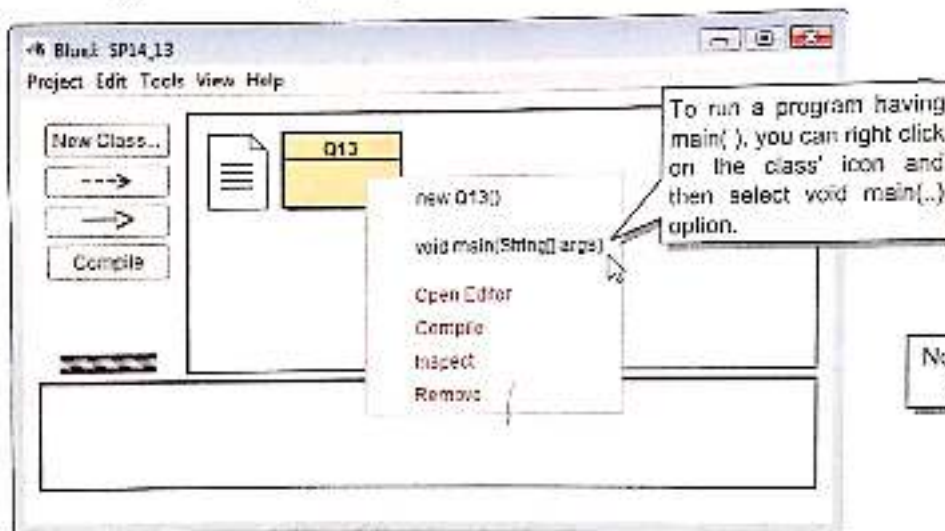 BlueJ: SP14_13
Project Edit Tools View Help
New Class...
Compile
Q13
new Q13()
void main(String[] args)
Open Editor
Compile
Inspect
Remove
To run a program having
main( ), you can right click
on the class' icon and
then select void main(..)
option.